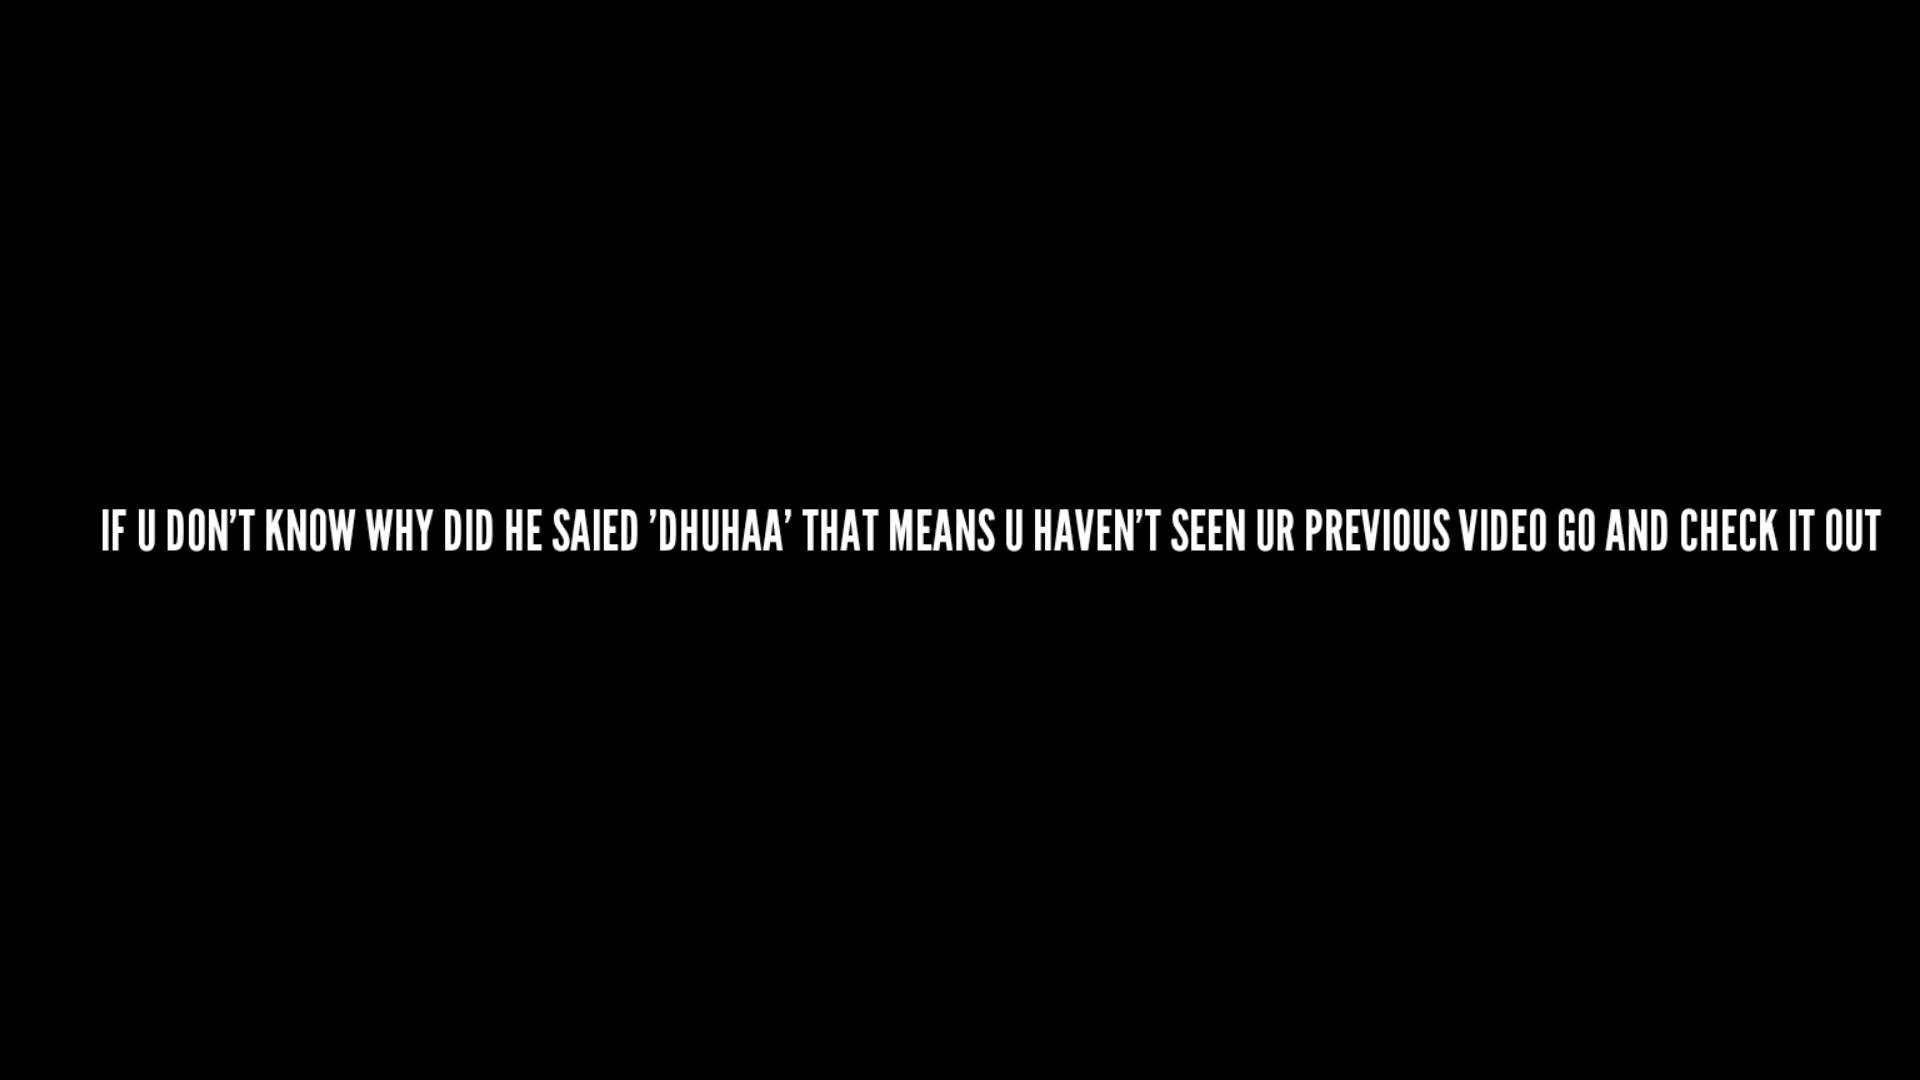 IF U DON’T KNOW WHY DID HE SAIED ’DHUHAA’ THAT MEANS U HAVEN’T SEEN UR PREVIOUS VIDEO GO AND CHECK IT OUT